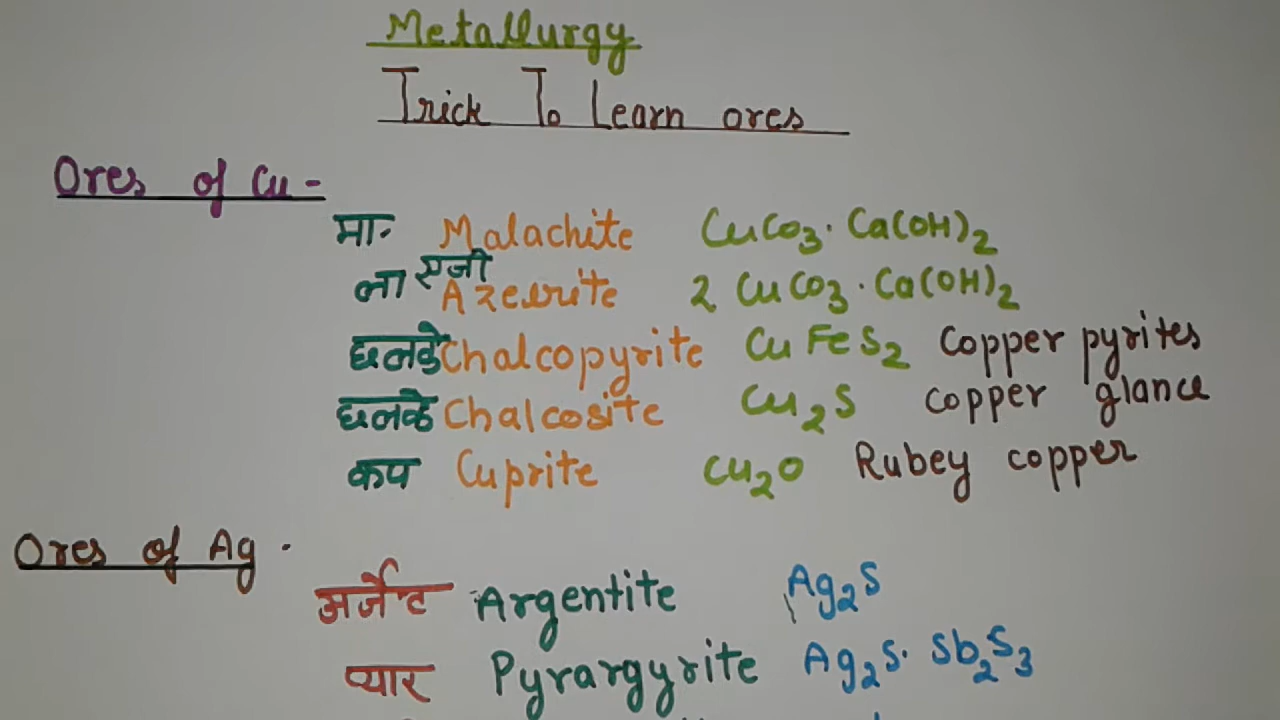 Metallurgy
Trick To Learn ores
Ores of Cu -
मा. Malachite CuCo3. Ca(OH)2
ला एजी Azeurite 2 CuCo3. Ca(OH)2
छलके Chalcopyrite CuFeS2 Copper pyrites
छलके Chalcosite Cu2S copper glance
कप Cuprite Cu2O Rubey copper
Ores of Ag .
अर्जेन्ट Argentite Ag2S
प्यार Pyrargyrite Ag2S. Sb2S3